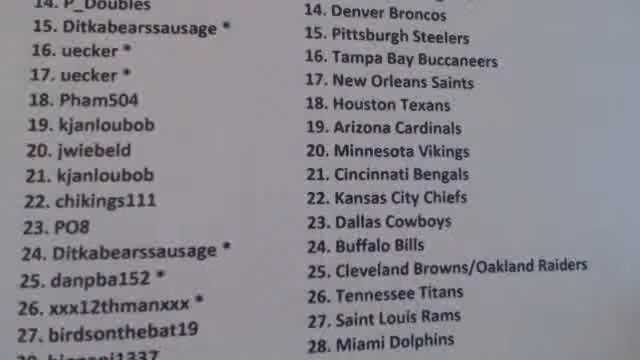 14. P_Doubles
15. Ditkabearssausage *
16. uecker *
17. uecker *
18. Pham504
19. kjanloubob
20. jwiebeld
21. kjanloubob
22. chikings111
23. PO8
24. Ditkabearssausage *
25. danpba152 *
26. xxx12thmanxxx *
27. birdsonthebat19
14. Denver Broncos
15. Pittsburgh Steelers
16. Tampa Bay Buccaneers
17. New Orleans Saints
18. Houston Texans
19. Arizona Cardinals
20. Minnesota Vikings
21. Cincinnati Bengals
22. Kansas City Chiefs
23. Dallas Cowboys
24. Buffalo Bills
25. Cleveland Browns/Oakland Raiders
26. Tennessee Titans
27. Saint Louis Rams
28. Miami Dolphins